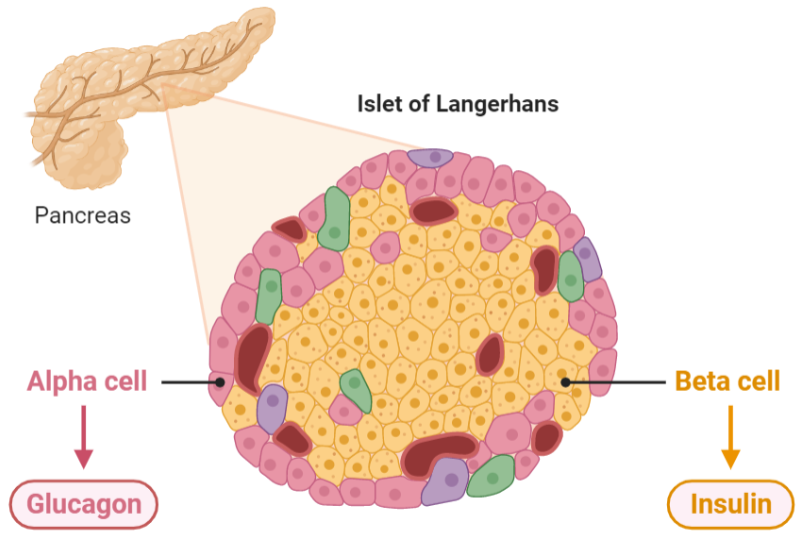 Islet of Langerhans
Pancreas
Alpha cell
Beta cell
Glucagon
Insulin